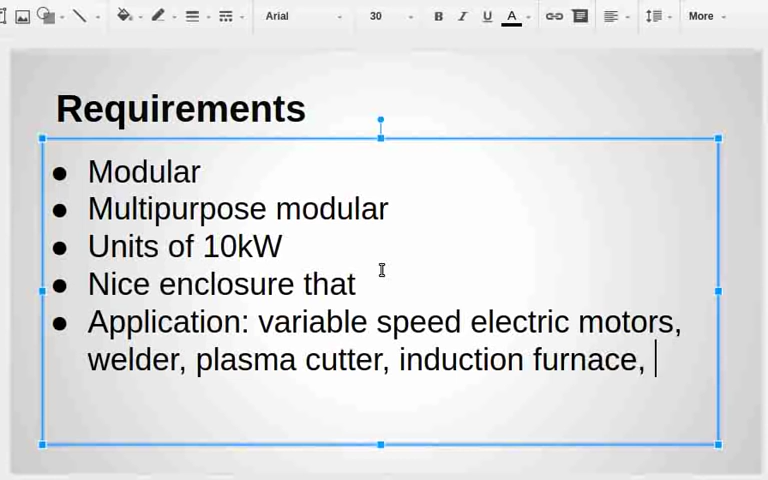 Arial 30 B I U A More
Requirements
● Modular
● Multipurpose modular
● Units of 10kW
● Nice enclosure that
● Application: variable speed electric motors,
welder, plasma cutter, induction furnace,